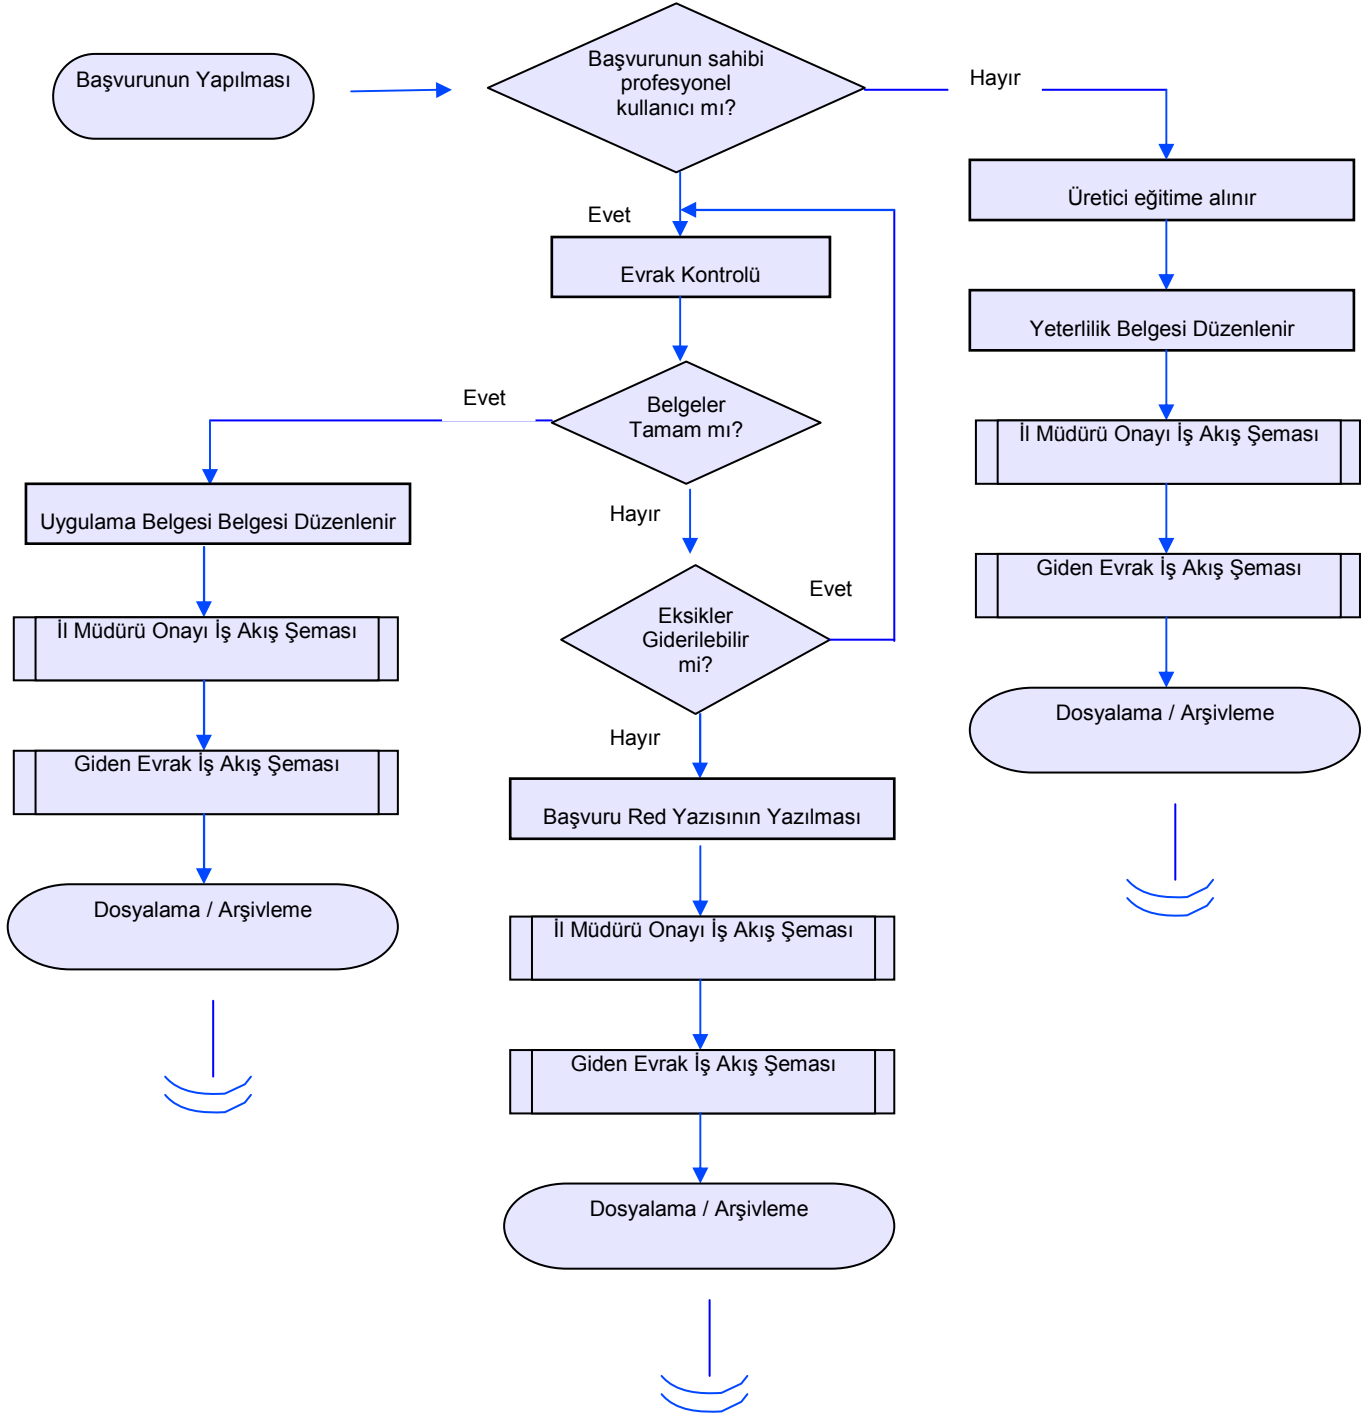 Başvurunun Yapılması
Başvurunun sahibi
profesyonel
kullanıcı mı?
Hayır
Üretici eğitime alınır
Yeterlilik Belgesi Düzenlenir
İl Müdürü Onayı İş Akış Şeması
Giden Evrak İş Akış Şeması
Dosyalama / Arşivleme
Evet
Evrak Kontrolü
Belgeler
Tamam mı?
Evet
Uygulama Belgesi Belgesi Düzenlenir
İl Müdürü Onayı İş Akış Şeması
Giden Evrak İş Akış Şeması
Dosyalama / Arşivleme
Hayır
Eksikler
Giderilebilir
mi?
Evet
Hayır
Başvuru Red Yazısının Yazılması
İl Müdürü Onayı İş Akış Şeması
Giden Evrak İş Akış Şeması
Dosyalama / Arşivleme